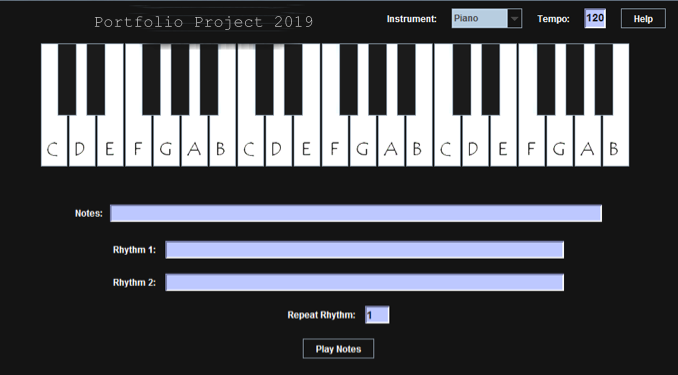 Portfolio Project 2019
Instrument: Piano Tempo: 120 Help
C D E F G A B C D E F G A B C D E F G A B
Notes:
Rhythm 1:
Rhythm 2:
Repeat Rhythm: 1
Play Notes